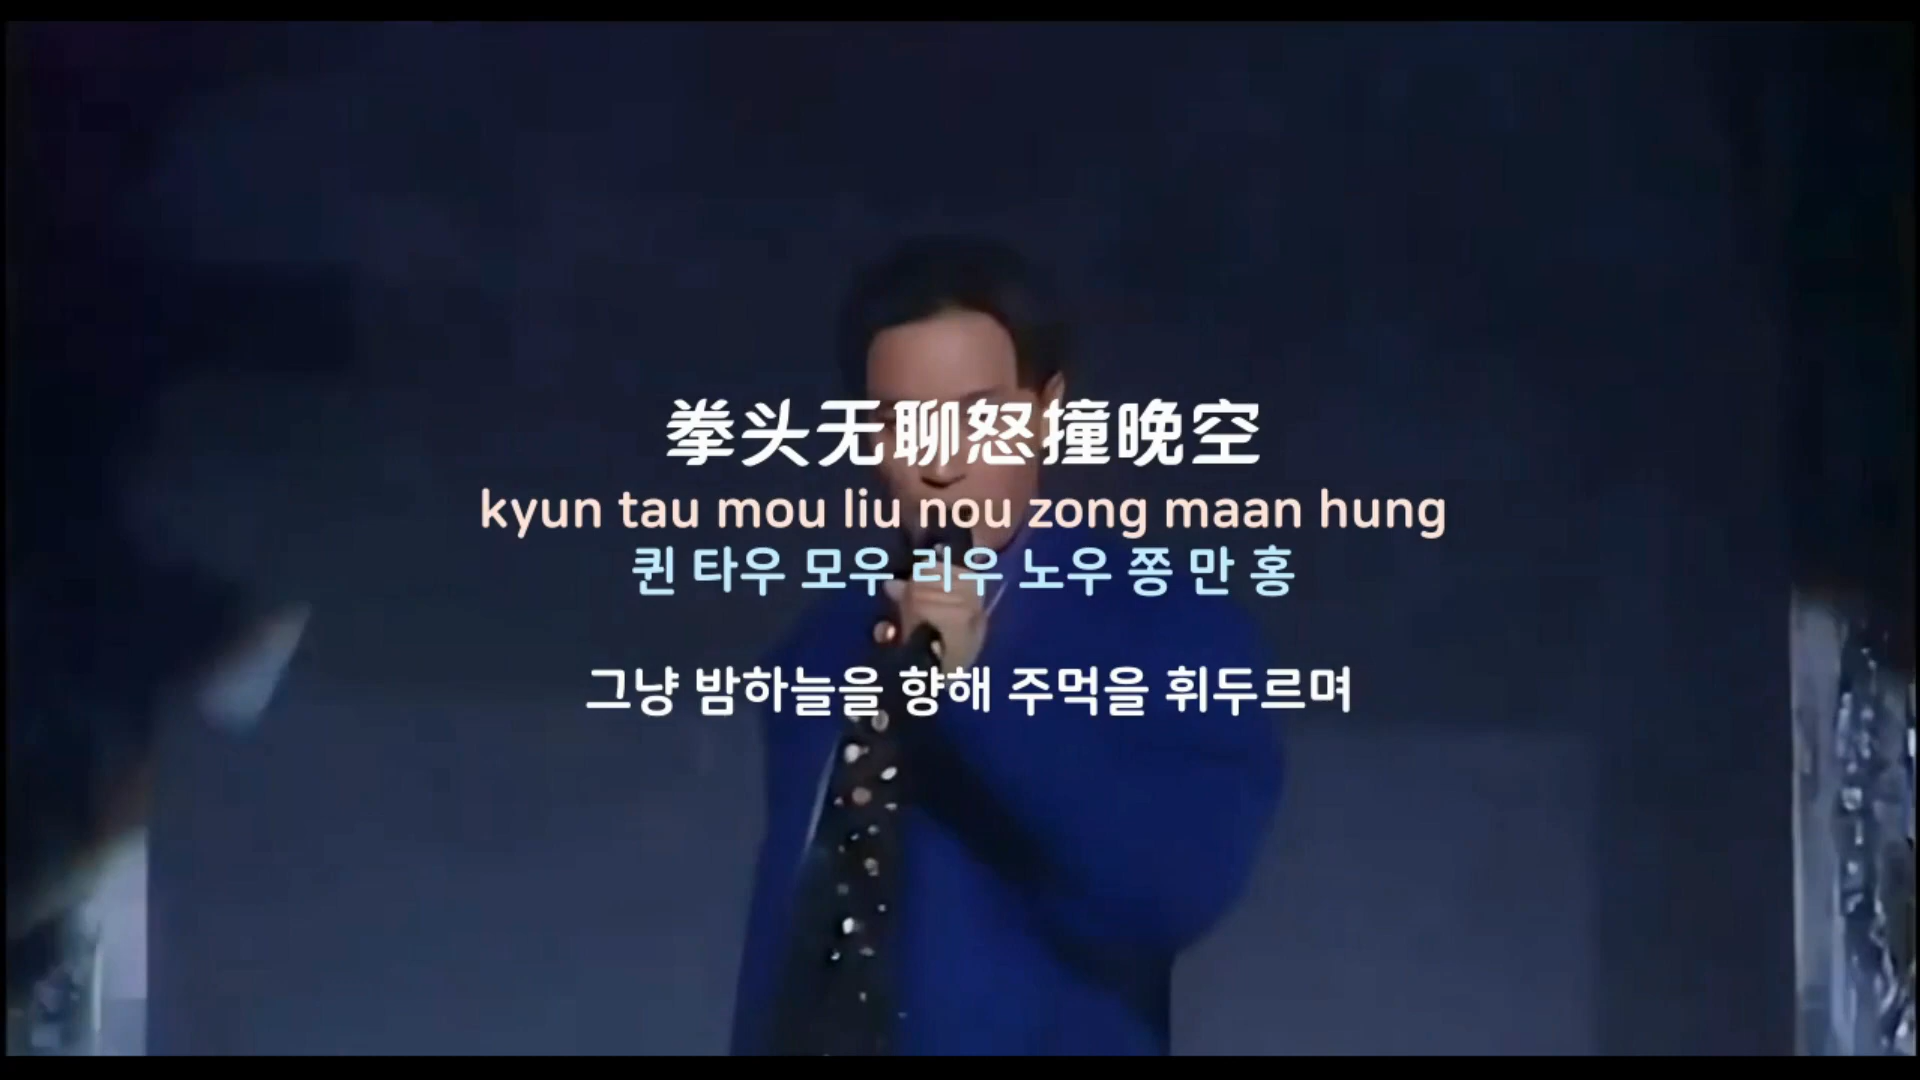 拳头无聊怒撞晚空
kyun tau mou liu nou zong maan hung
퀸 타우 모우 리우 노우 쫑 만 홍
그냥 밤하늘을 향해 주먹을 휘두르며